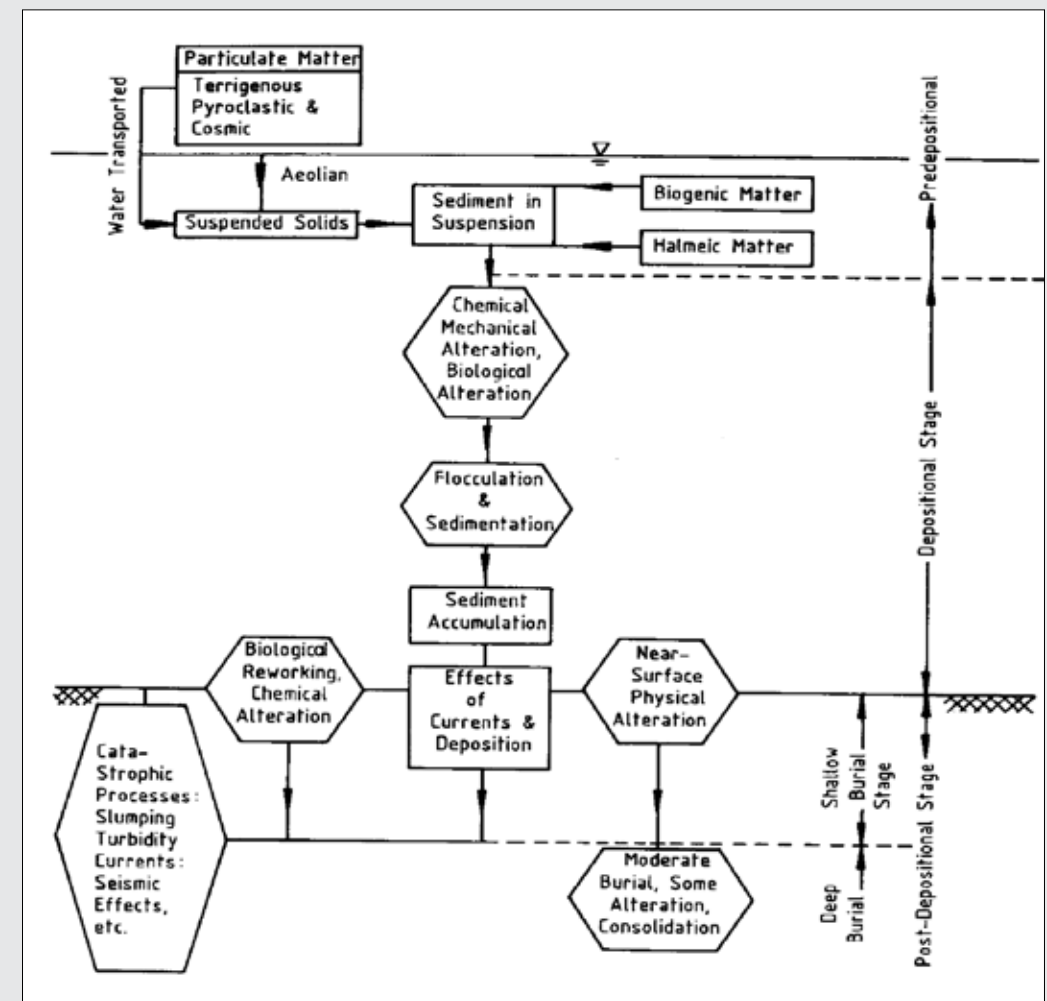 Particulate Matter
Terrigenous
Pyroclastic &
Cosmic
Water Transported
Aeolian
Suspended Solids
Sediment in
Suspension
Biogenic Matter
Halmeic Matter
Predepositional
Chemical
Mechanical
Alteration,
Biological
Alteration
Flocculation
&
Sedimentation
Depositional Stage
Sediment
Accumulation
Biological
Reworking,
Chemical
Alteration
Effects
of
Currents &
Deposition
Near-
Surface
Physical
Alteration
Cata-
Strophic
Processes:
Slumping
Turbidity
Currents:
Seismic
Effects,
etc.
Moderate
Burial, Some
Alteration,
Consolidation
Shallow
Burial
Stage
Deep
Burial
Post-Depositional Stage